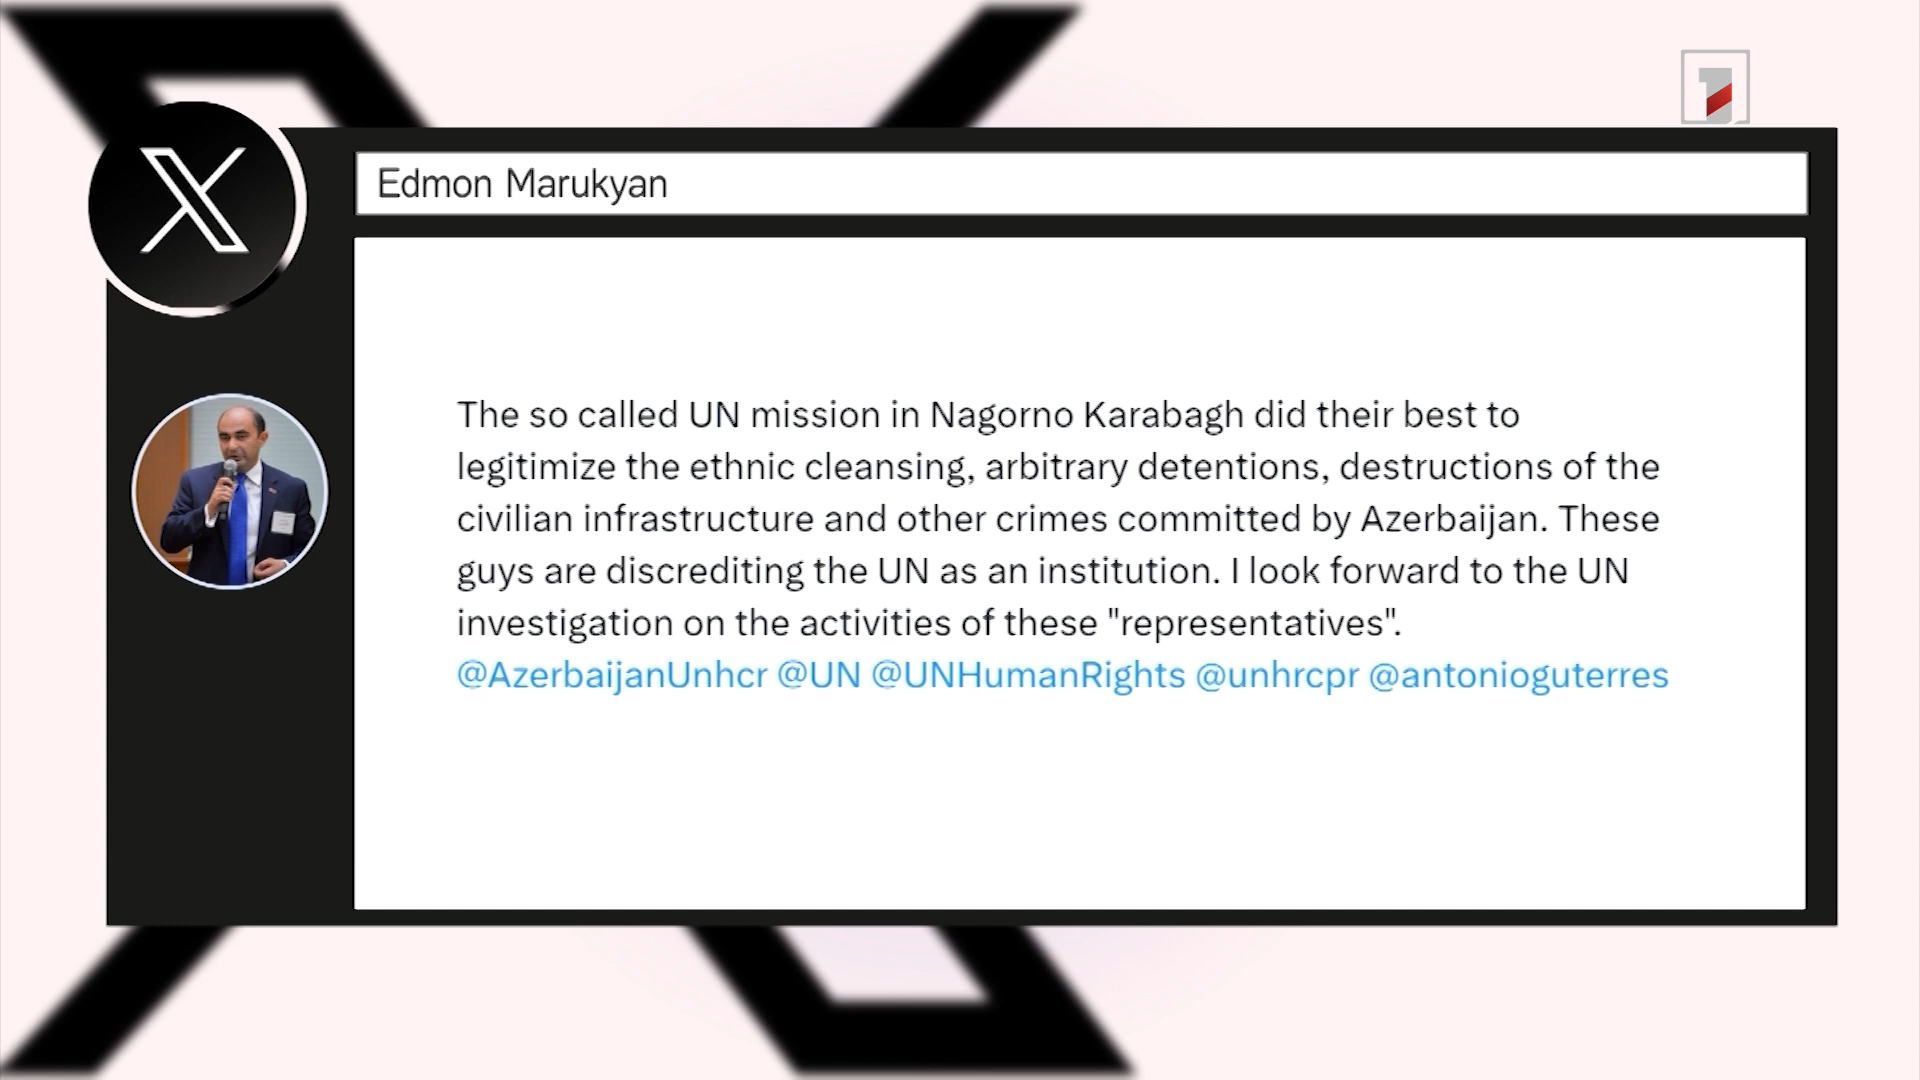 Edmon Marukyan
The so called UN mission in Nagorno Karabagh did their best to
legitimize the ethnic cleansing, arbitrary detentions, destructions of the
civilian infrastructure and other crimes committed by Azerbaijan. These
guys are discrediting the UN as an institution. I look forward to the UN
investigation on the activities of these "representatives".
@AzerbaijanUnhcr @UN @UNHumanRights @unhrcpr @antonioguterres